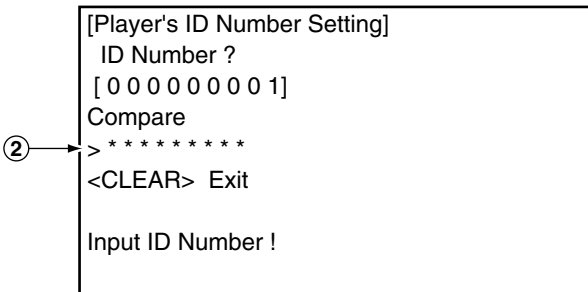 [Player's ID Number Setting]
ID Number ?
[ 0 0 0 0 0 0 0 0 1]
Compare
2
> * * * * * * * * *
<CLEAR> Exit
Input ID Number !